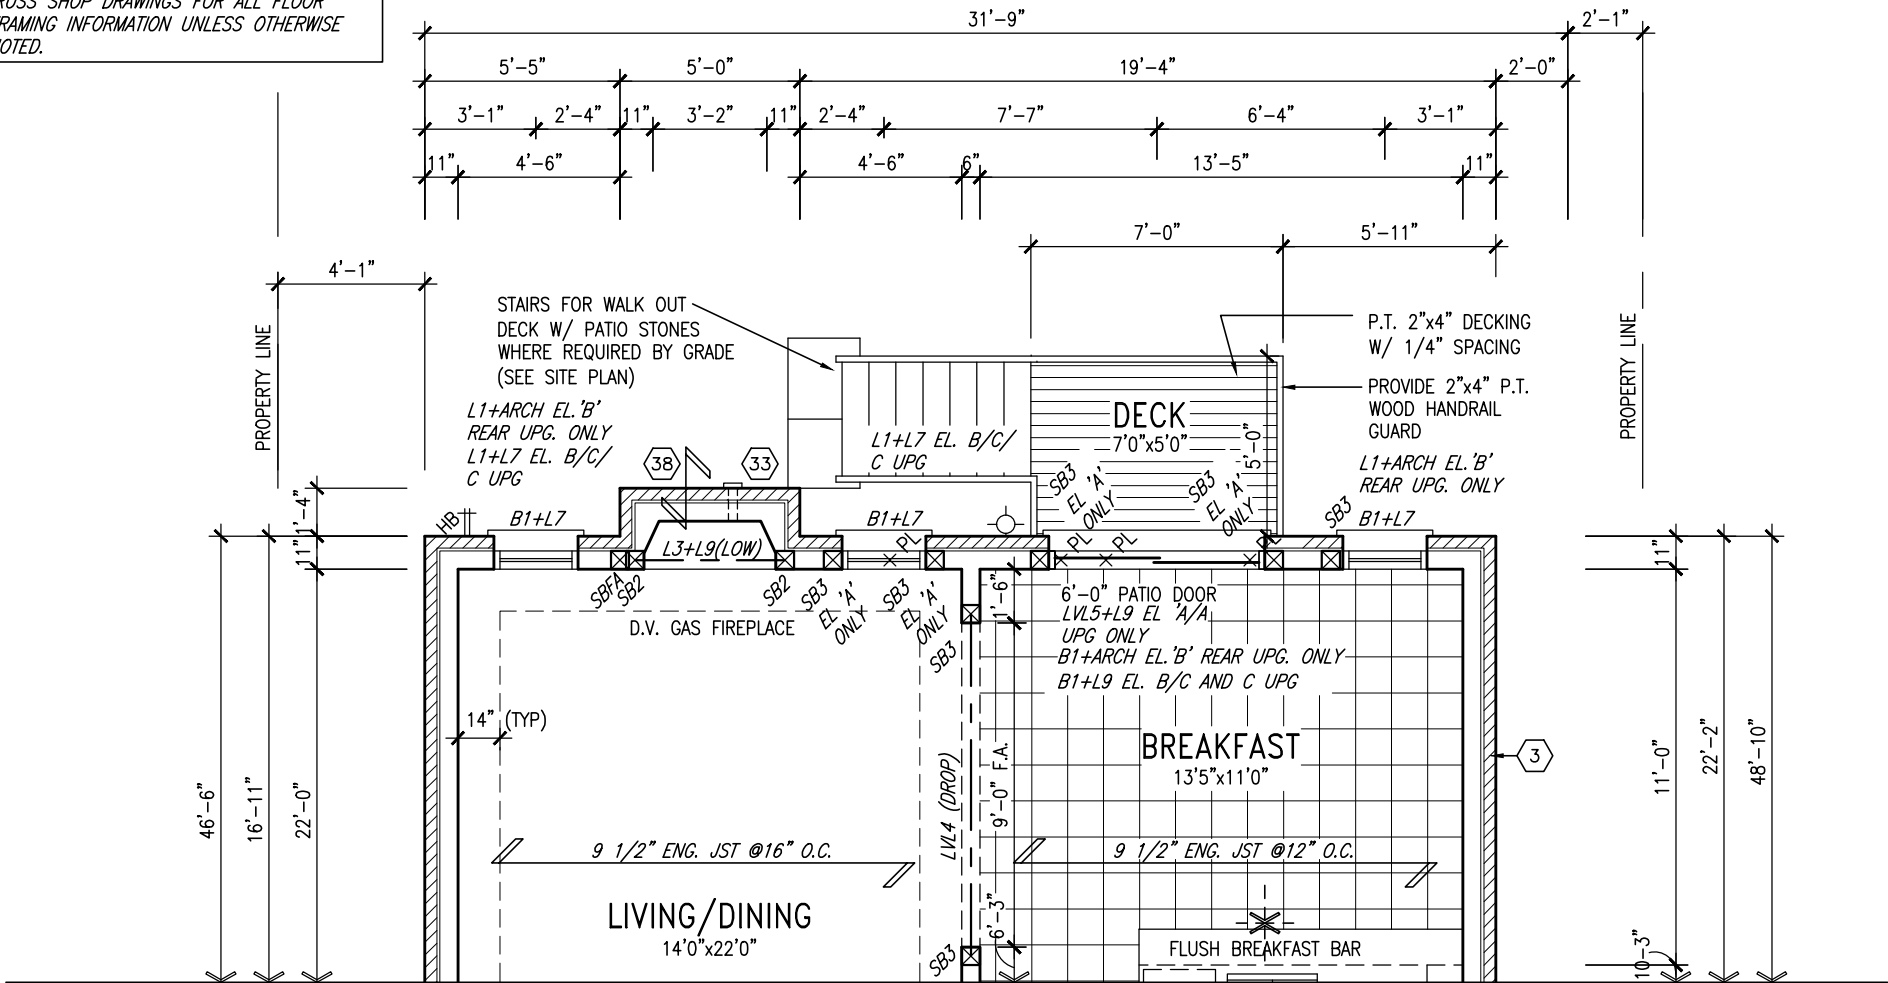 SHOP DRAWINGS FOR ALL FLOOR
INFORMATION UNLESS OTHERWISE
31'-9"
2'-1"
5'-5"
5'-0"
19'-4"
2'-0"
3'-1"
2'-4"
11"
3'-2"
11"
2'-4"
7'-7"
6'-4"
3'-1"
11"
4'-6"
4'-6"
6"
13'-5"
11"
7'-0"
5'-11"
4'-1"
PROPERTY LINE
STAIRS FOR WALK OUT
DECK W/ PATIO STONES
WHERE REQUIRED BY GRADE
(SEE SITE PLAN)
P.T. 2"x4" DECKING
W/ 1/4" SPACING
PROVIDE 2"x4" P.T.
WOOD HANDRAIL
GUARD
PROPERTY LINE
L1+ARCH EL.'B'
REAR UPG. ONLY
L1+L7 EL. B/C/
C UPG
38
33
L1+L7 EL. B/C/
C UPG
DECK
7'0"x5'0"
5'-0"
SB3
EL 'A'
ONLY
SB3
EL 'A'
ONLY
L1+ARCH EL.'B'
REAR UPG. ONLY
SB3
1'-4"
11"
HB
B1+L7
L3+L9(LOW)
B1+L7
PL
PL
PL
B1+L7
11"
SBFA
SB2
SB2
SB3
EL 'A'
ONLY
SB3
EL 'A'
ONLY
SB3
D.V. GAS FIREPLACE
1'-6"
6'-0" PATIO DOOR
LVL5+L9 EL 'A/A
UPG ONLY
B1+ARCH EL.'B' REAR UPG. ONLY
B1+L9 EL. B/C AND C UPG
14" (TYP)
BREAKFAST
13'5"x11'0"
3
46'-6"
16'-11"
22'-0"
LVL4 (DROP)
9'-0" F.A.
11'-0"
22'-2"
48'-10"
9 1/2" ENG. JST @16" O.C.
9 1/2" ENG. JST @12" O.C.
LIVING/DINING
14'0"x22'0"
6'-3"
SB3
FLUSH BREAKFAST BAR
10'-3"